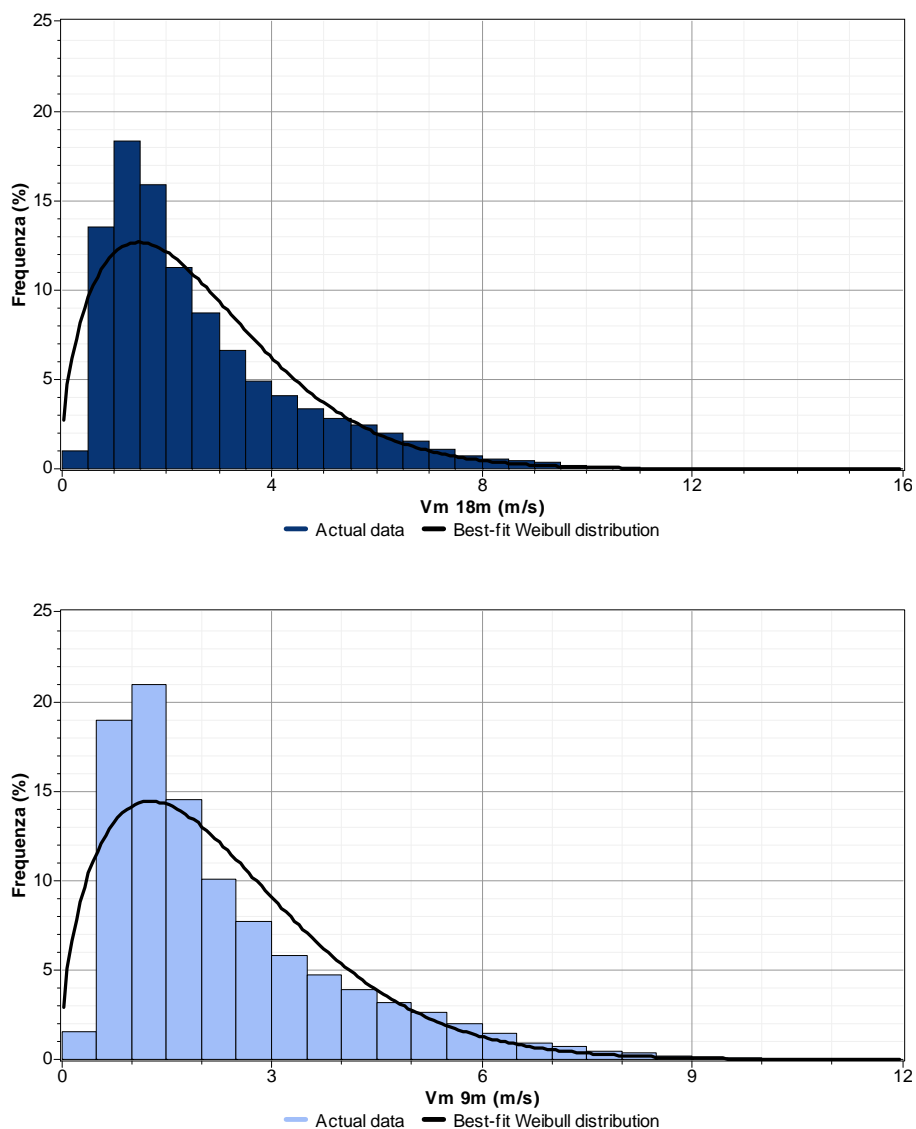 25
20
15
10
5
0
Frequenza (%)
0 4 8 12 16
Vm 18m (m/s)
Actual data Best-fit Weibull distribution
25
20
15
10
5
0
Frequenza (%)
0 3 6 9 12
Vm 9m (m/s)
Actual data Best-fit Weibull distribution